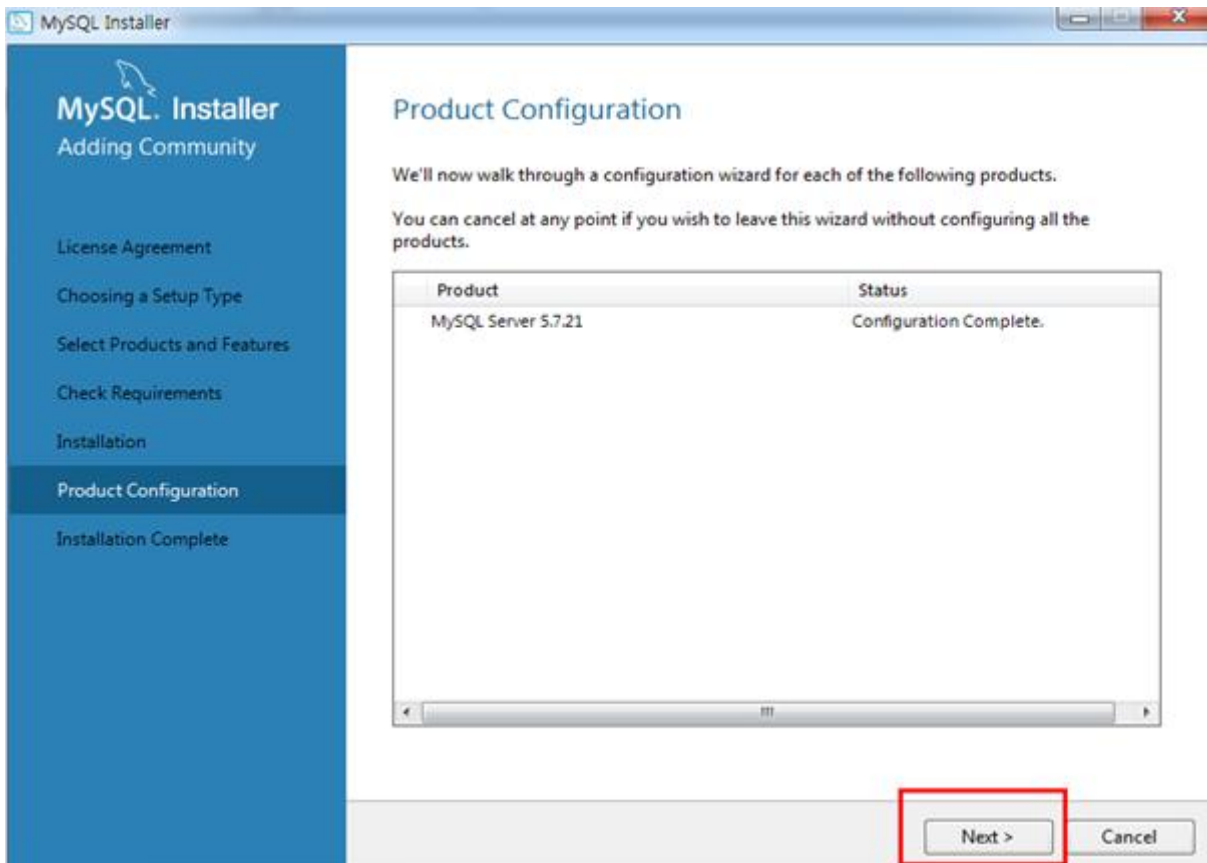 MySQL Installer
MySQL. Installer
Adding Community
License Agreement
Choosing a Setup Type
Select Products and Features
Check Requirements
Installation
Product Configuration
Installation Complete
Product Configuration
We'll now walk through a configuration wizard for each of the following products.
You can cancel at any point if you wish to leave this wizard without configuring all the
products.
Product Status
MySQL Server 5.7.21 Configuration Complete.
Next > Cancel